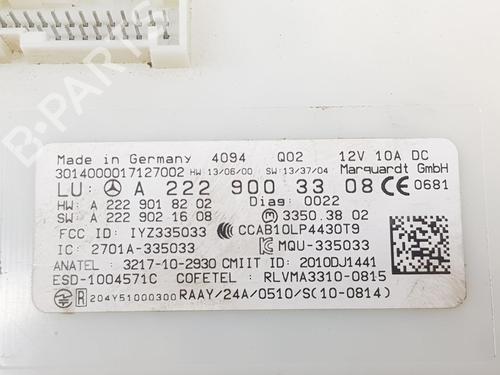 B-PARTS
Made in Germany 4094 Q02 12V 10A DC
3014000017127002 HW:13/06/00 SW:13/37/04 Marquardt GmbH
LU: A 222 900 33 08 CE 0681
HW: A 222 901 82 02 Diag: 0022
SW: A 222 902 16 08 3350.3802
FCC ID: IYZ335033 CCAB10LP4430T9
IC: 2701A-335033 MQU-335033
ANATEL : 3217-10-2930 CMIIT ID: 2010DJ1441
ESD-1004571C COFETEL : RLVMA3310-0815
R 204Y51000300 RAAY/24A/0510/S(10-0814)